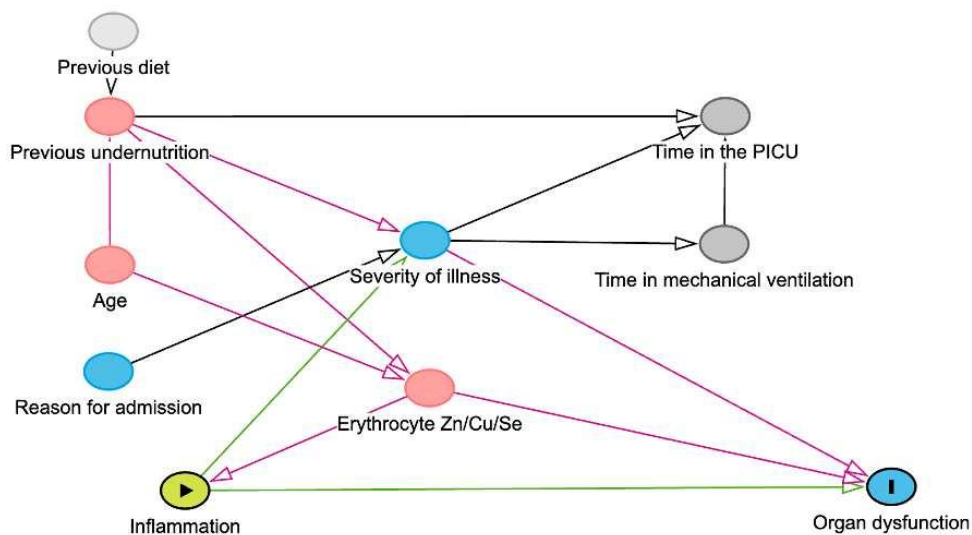 Previous diet
Previous undernutrition
Time in the PICU
Severity of illness
Time in mechanical ventilation
Age
Reason for admission
Erythrocyte Zn/Cu/Se
Inflammation
Organ dysfunction